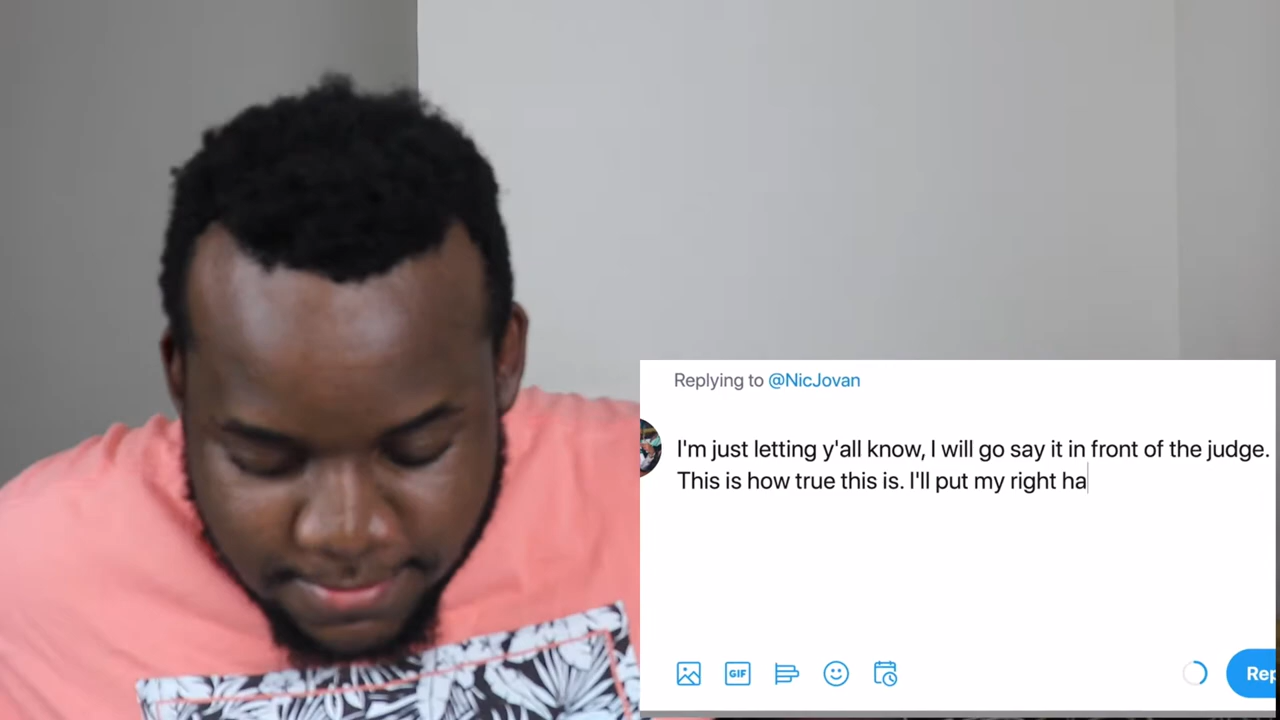 Replying to @NicJovan
I'm just letting y'all know, I will go say it in front of the judge.
This is how true this is. I'll put my right ha
GIF